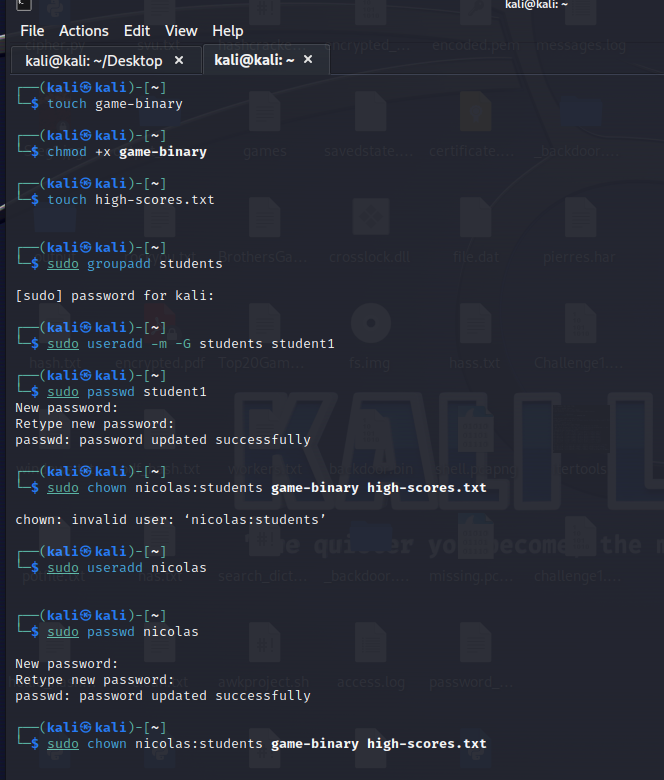 kali@kali: ~
File Actions Edit View Help
kali@kali: ~/Desktop × kali@kali: ~ ×
┌──(kali㉿kali)-[~]
└─$ touch game-binary
┌──(kali㉿kali)-[~]
└─$ chmod +x game-binary
┌──(kali㉿kali)-[~]
└─$ touch high-scores.txt
┌──(kali㉿kali)-[~]
└─$ sudo groupadd students
[sudo] password for kali:
┌──(kali㉿kali)-[~]
└─$ sudo useradd -m -G students student1
┌──(kali㉿kali)-[~]
└─$ sudo passwd student1
New password:
Retype new password:
passwd: password updated successfully
┌──(kali㉿kali)-[~]
└─$ sudo chown nicolas:students game-binary high-scores.txt
chown: invalid user: ‘nicolas:students’
┌──(kali㉿kali)-[~]
└─$ sudo useradd nicolas
┌──(kali㉿kali)-[~]
└─$ sudo passwd nicolas
New password:
Retype new password:
passwd: password updated successfully
┌──(kali㉿kali)-[~]
└─$ sudo chown nicolas:students game-binary high-scores.txt